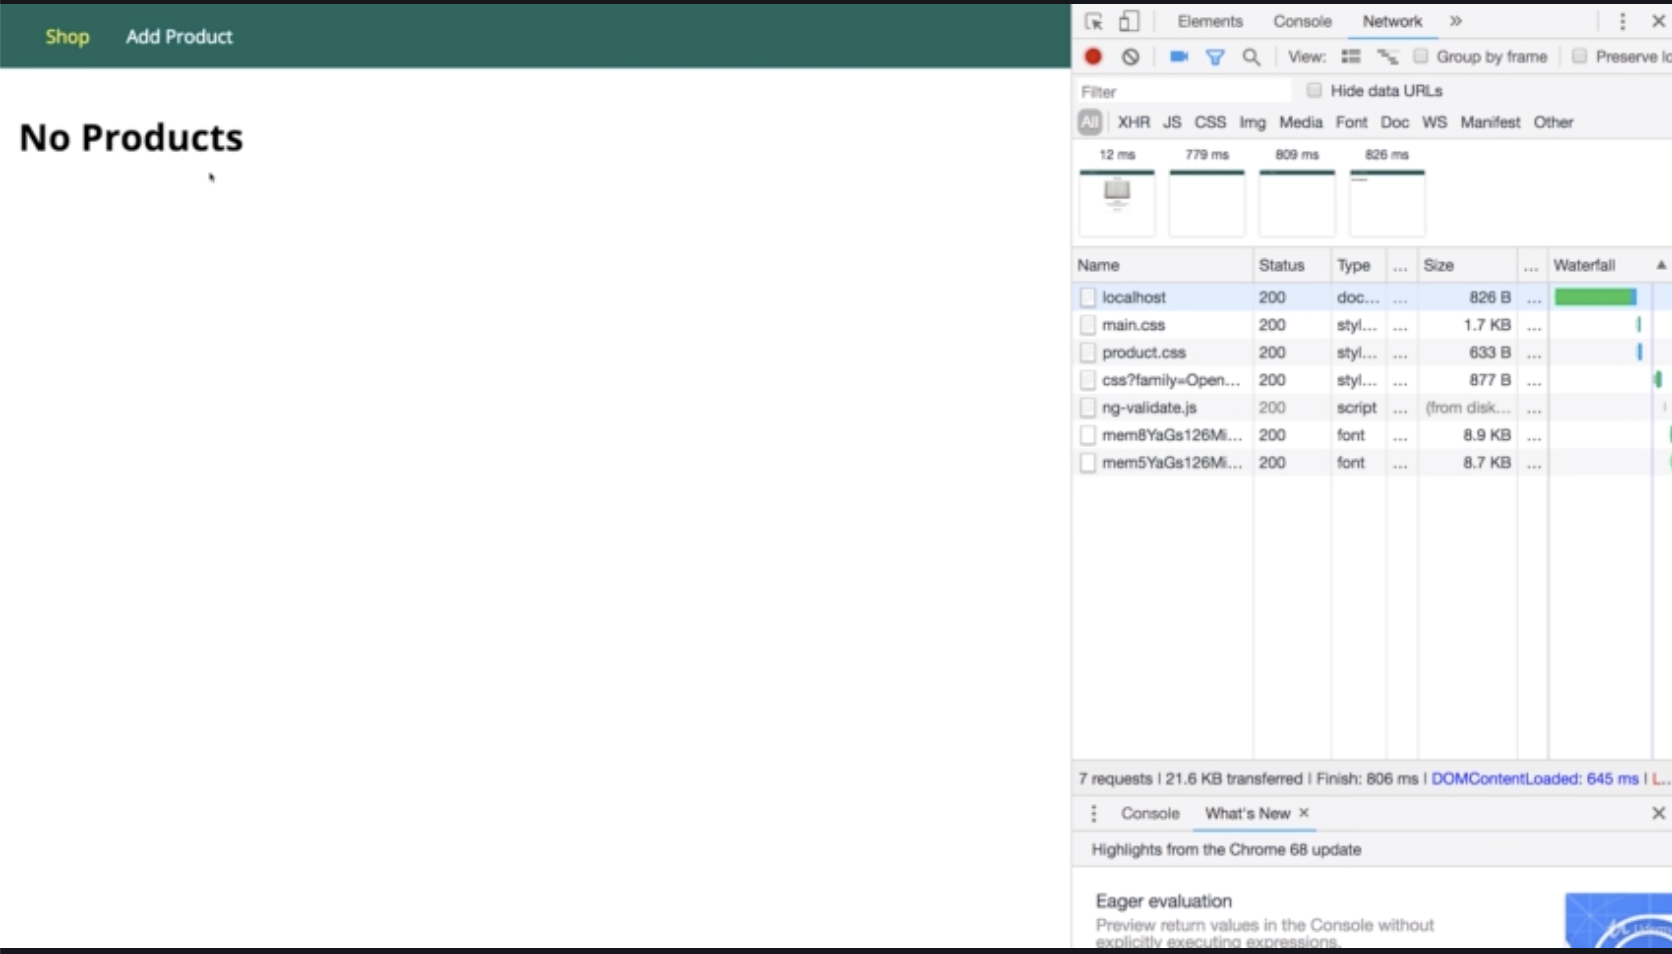 Shop Add Product
No Products
Elements Console Network »
View: Group by frame Preserve lo
Filter Hide data URLs
All XHR JS CSS Img Media Font Doc WS Manifest Other
12 ms 779 ms 809 ms 826 ms
Name Status Type ... Size ... Waterfall ▲
localhost 200 doc... ... 826 B ...
main.css 200 styl... ... 1.7 KB ...
product.css 200 styl... ... 633 B ...
css?family=Open... 200 styl... ... 877 B ...
ng-validate.js 200 script ... (from disk... ...
mem8YaGs126Mi... 200 font ... 8.9 KB ...
mem5YaGs126Mi... 200 font ... 8.7 KB ...
7 requests | 21.6 KB transferred | Finish: 806 ms | DOMContentLoaded: 645 ms | L...
Console What's New ×
Highlights from the Chrome 68 update
Eager evaluation
Preview return values in the Console without
explicitly executing expressions.